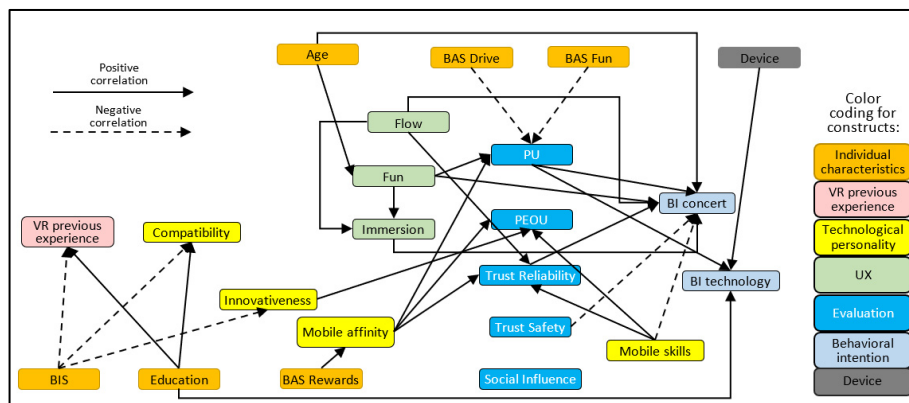 Positive
correlation
Negative
correlation
Age
BAS Drive
BAS Fun
Device
Flow
Fun
Immersion
PU
PEOU
Trust Reliability
Trust Safety
Social Influence
BI concert
BI technology
VR previous
experience
Compatibility
Innovativeness
Mobile affinity
Mobile skills
BIS
Education
BAS Rewards
Color
coding for
constructs:
Individual
characteristics
VR previous
experience
Technological
personality
UX
Evaluation
Behavioral
intention
Device